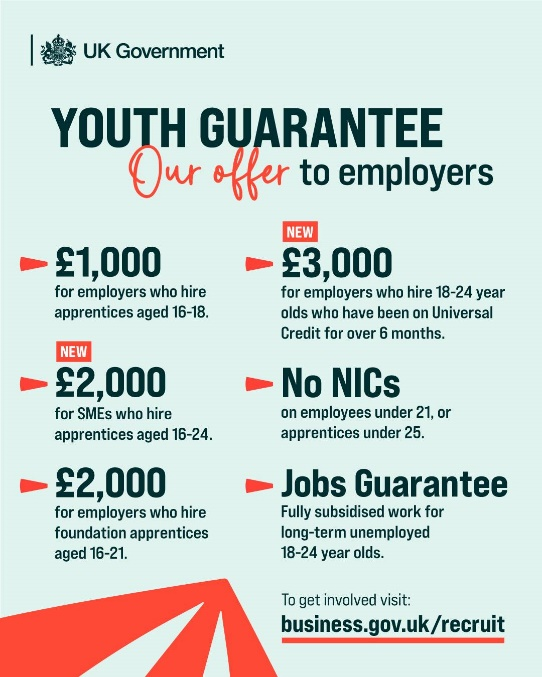 UK Government
YOUTH GUARANTEE
Our offer to employers
£1,000
for employers who hire
apprentices aged 16-18.
NEW
£2,000
for SMEs who hire
apprentices aged 16-24.
£2,000
for employers who hire
foundation apprentices
aged 16-21.
NEW
£3,000
for employers who hire 18-24 year
olds who have been on Universal
Credit for over 6 months.
No NICs
on employees under 21, or
apprentices under 25.
Jobs Guarantee
Fully subsidised work for
long-term unemployed
18-24 year olds.
To get involved visit:
business.gov.uk/recruit